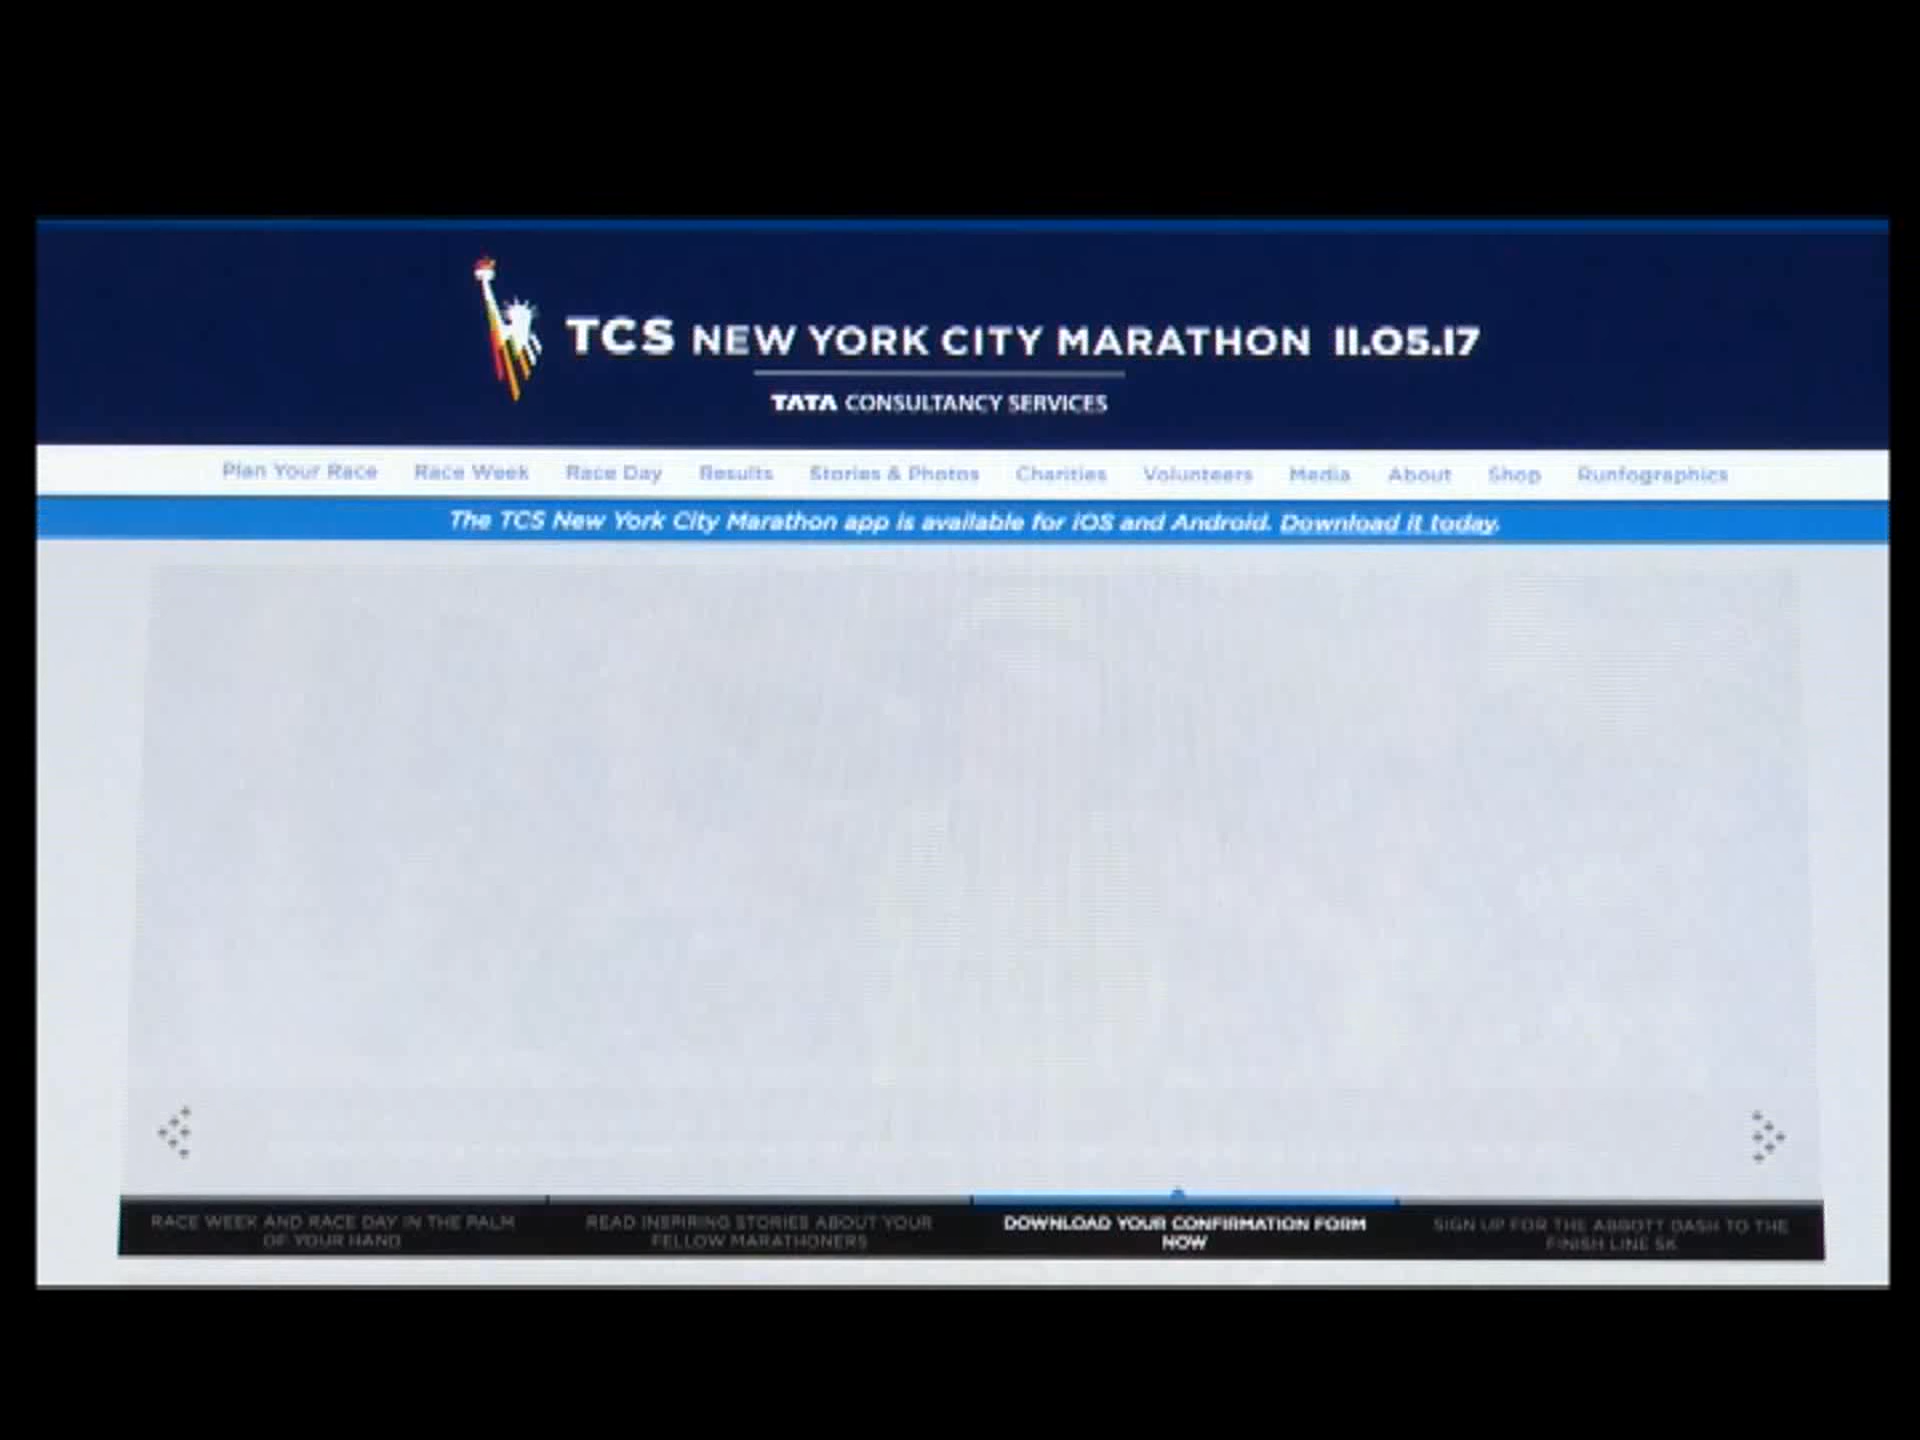 TCS NEW YORK CITY MARATHON 11.05.17
TATA CONSULTANCY SERVICES
Plan Your Race Race Week Race Day Results Stories & Photos Charities Volunteers Media About Shop Runfographics
The TCS New York City Marathon app is available for iOS and Android. Download it today.
RACE WEEK AND RACE DAY IN THE PALM
OF YOUR HAND
READ INSPIRING STORIES ABOUT YOUR
FELLOW MARATHONERS
DOWNLOAD YOUR CONFIRMATION FORM
NOW
SIGN UP FOR THE ABBOTT DASH TO THE
FINISH LINE 5K